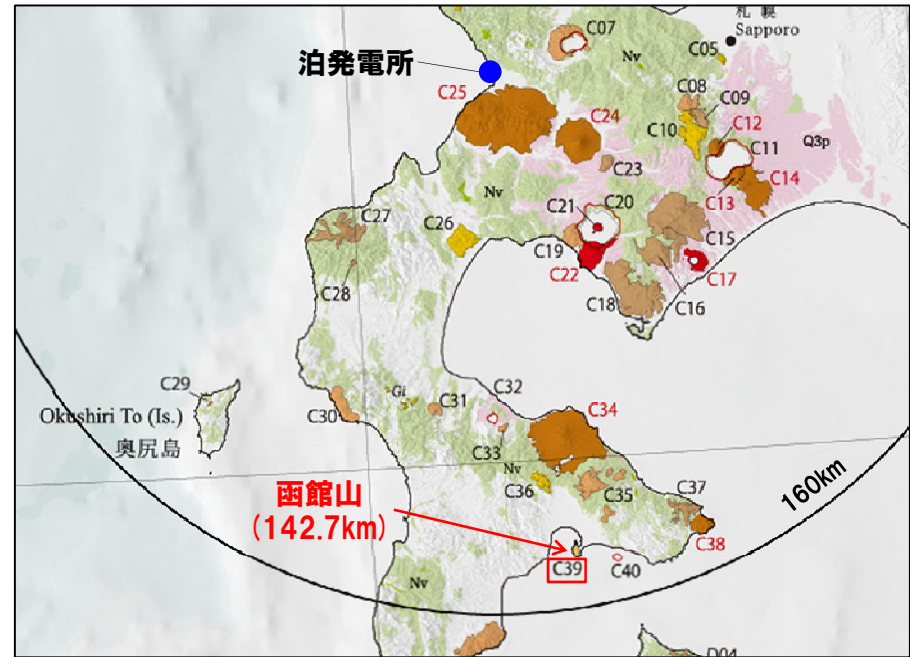 札幌
Sapporo
C07
Nv
C05
泊発電所
C25
C24
C08
C09
C10
C12
C11
Q3p
C23
C13
C14
Nv
C21
C20
C27
C26
C19
C15
C22
C17
C28
C18
C16
C29
C32
Gi
C31
C34
Okushiri To (Is.)
C30
奥尻島
C33
Nv
C36
C35
C37
160km
函館山
(142.7km)
C38
C39
C40
Nv
D04